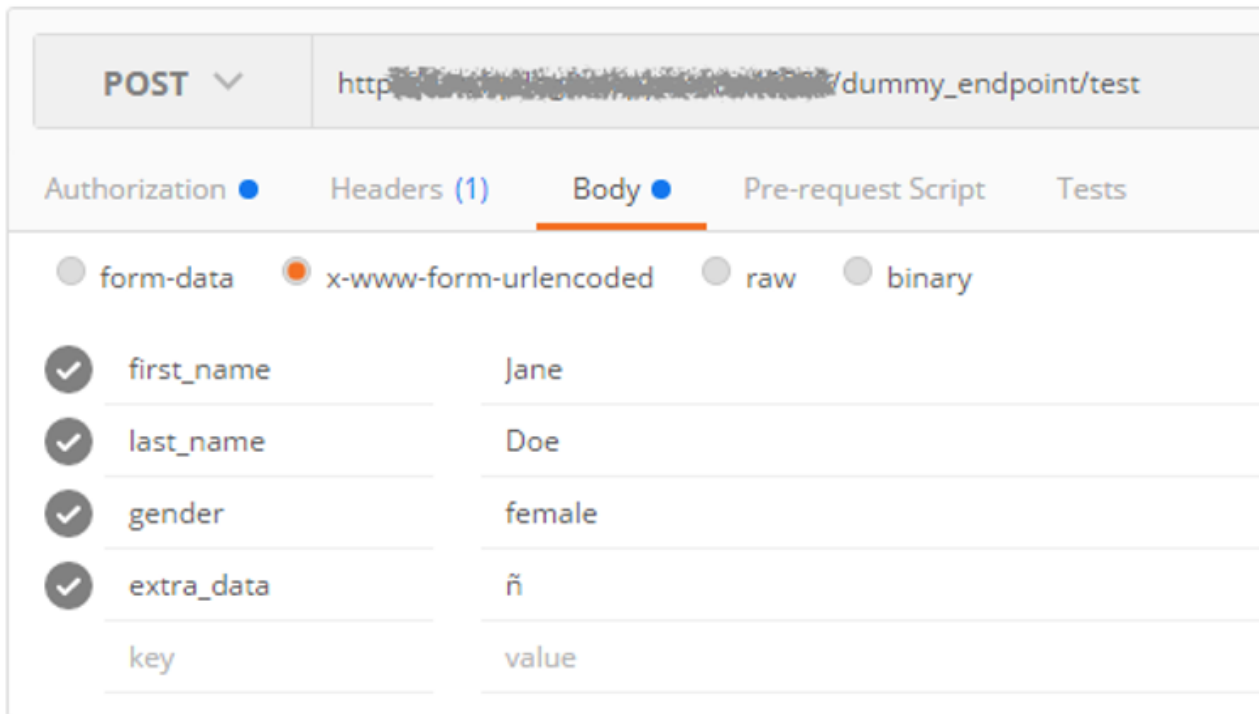 POST http /dummy_endpoint/test
Authorization Headers (1) Body Pre-request Script Tests
form-data x-www-form-urlencoded raw binary
first_name Jane
last_name Doe
gender female
extra_data ñ
key value